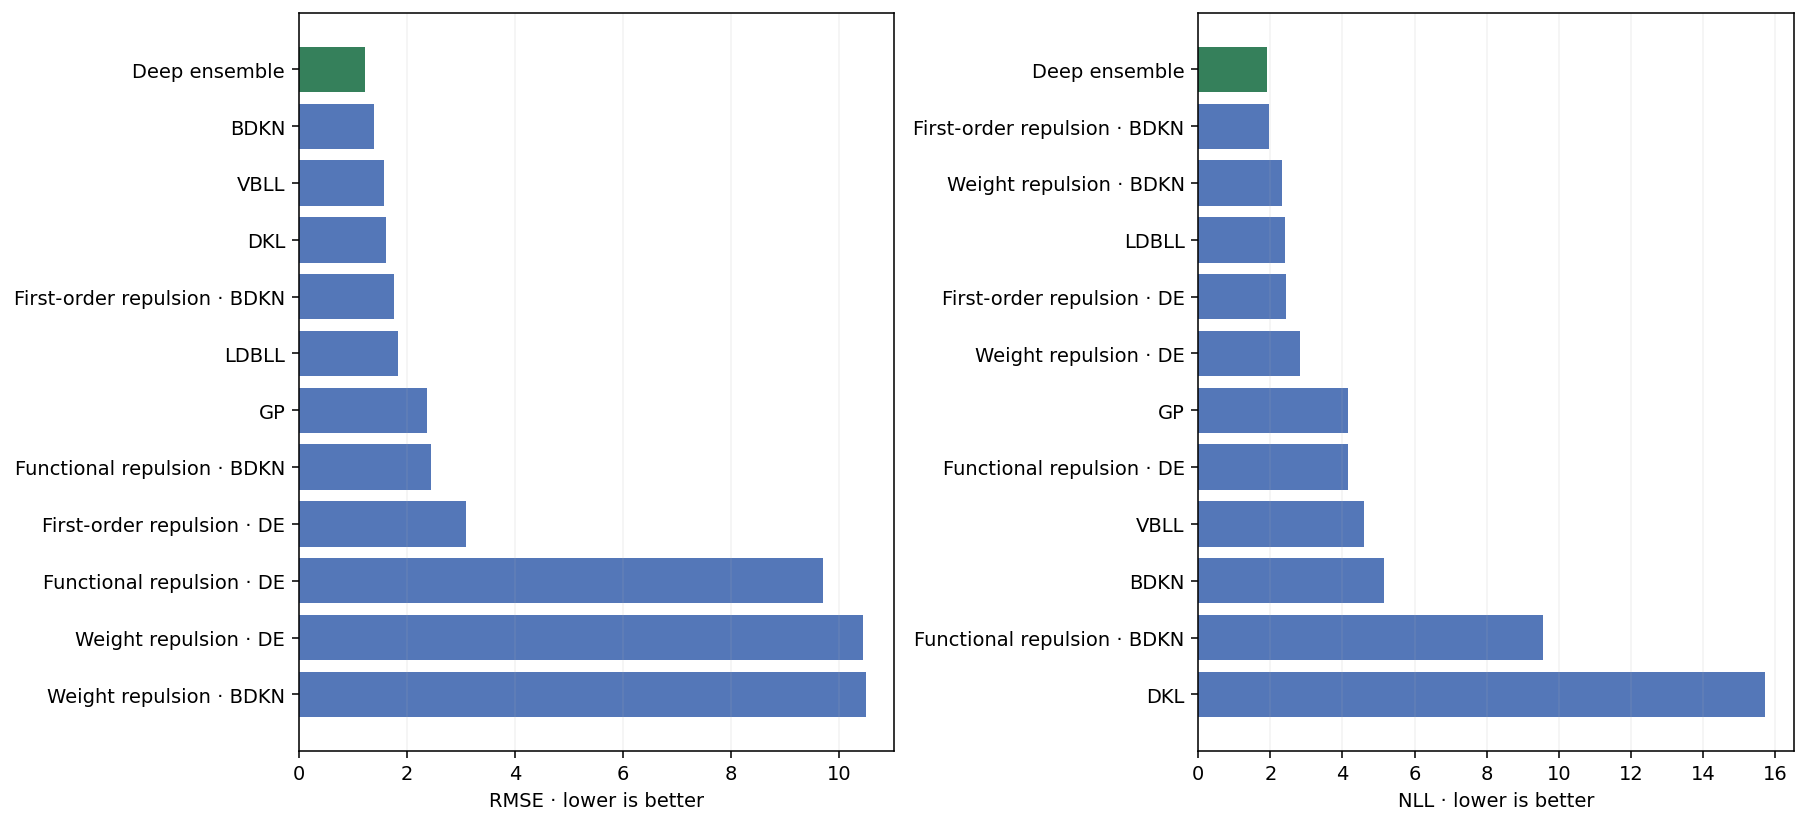 Deep ensemble
BDKN
VBLL
DKL
First-order repulsion · BDKN
LDBLL
GP
Functional repulsion · BDKN
First-order repulsion · DE
Functional repulsion · DE
Weight repulsion · DE
Weight repulsion · BDKN
0 2 4 6 8 10
RMSE · lower is better
Deep ensemble
First-order repulsion · BDKN
Weight repulsion · BDKN
LDBLL
First-order repulsion · DE
Weight repulsion · DE
GP
Functional repulsion · DE
VBLL
BDKN
Functional repulsion · BDKN
DKL
0 2 4 6 8 10 12 14 16
NLL · lower is better